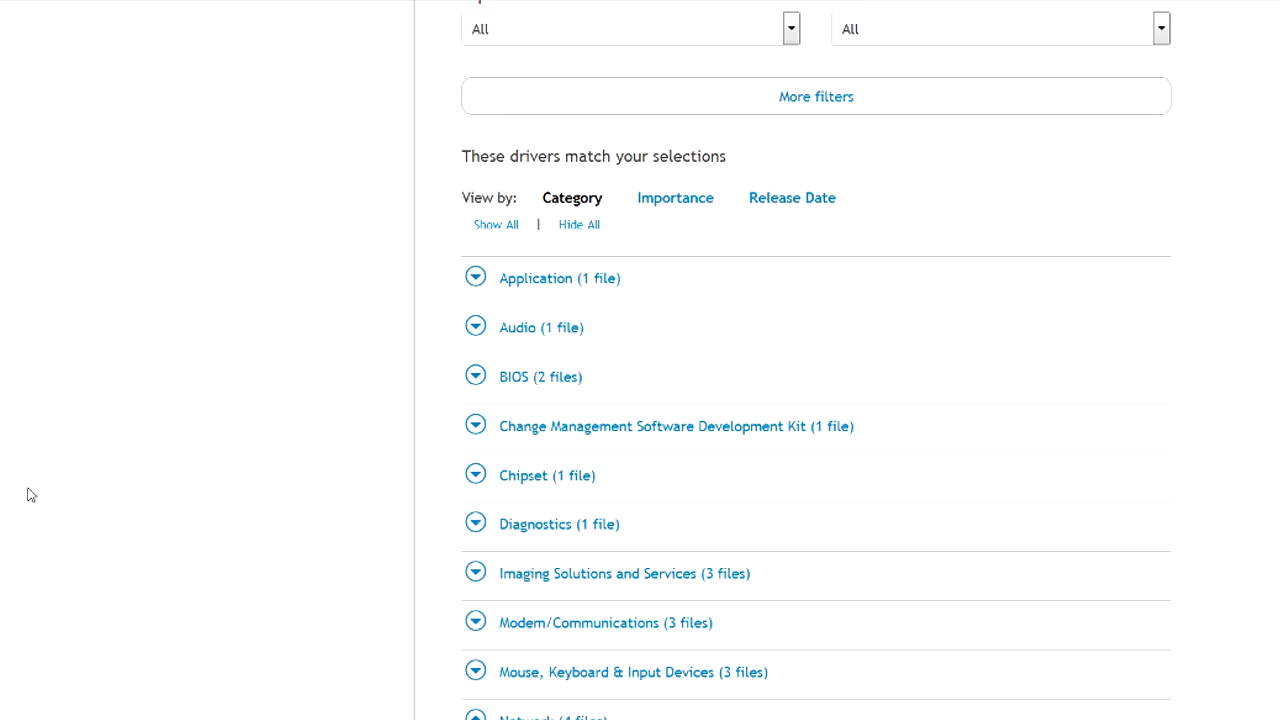 All All
More filters
These drivers match your selections
View by: Category Importance Release Date
Show All | Hide All
Application (1 file)
Audio (1 file)
BIOS (2 files)
Change Management Software Development Kit (1 file)
Chipset (1 file)
Diagnostics (1 file)
Imaging Solutions and Services (3 files)
Modem/Communications (3 files)
Mouse, Keyboard & Input Devices (3 files)
Network (4 files)